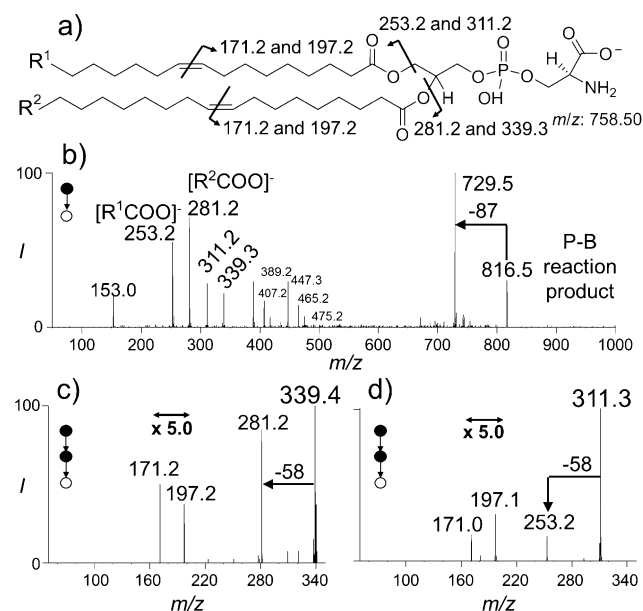 a)
253.2 and 311.2
171.2 and 197.2
R¹
O
O
O
P
O
OH
O
O⁻
NH₂
H
R²
O
O
171.2 and 197.2
281.2 and 339.3
m/z: 758.50
b)
100
[R²COO]⁻
[R¹COO]⁻
281.2
253.2
311.2
339.3
153.0
389.2
407.2
447.3
465.2
475.2
729.5
-87
816.5
P-B
reaction
product
I
0
100 200 300 400 500 600 700 800 900 1000
m/z
c)
339.4
100
x 5.0
281.2
-58
171.2
197.2
I
0
100 160 220 280 340
m/z
d)
311.3
x 5.0
-58
197.1
171.0
253.2
100 160 220 280 340
m/z